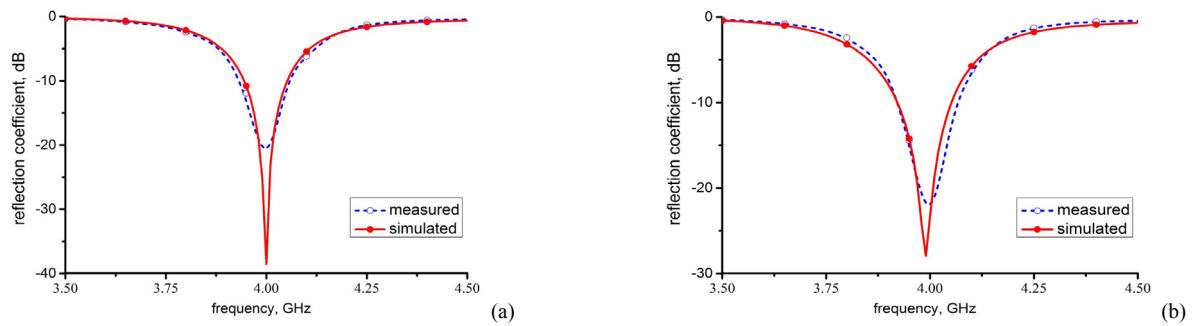 0
-10
-20
-30
-40
reflection coefficient, dB
3.50
3.75
4.00
4.25
4.50
frequency, GHz
measured
simulated
(a)
0
-10
-20
-30
reflection coefficient, dB
3.50
3.75
4.00
4.25
4.50
frequency, GHz
measured
simulated
(b)